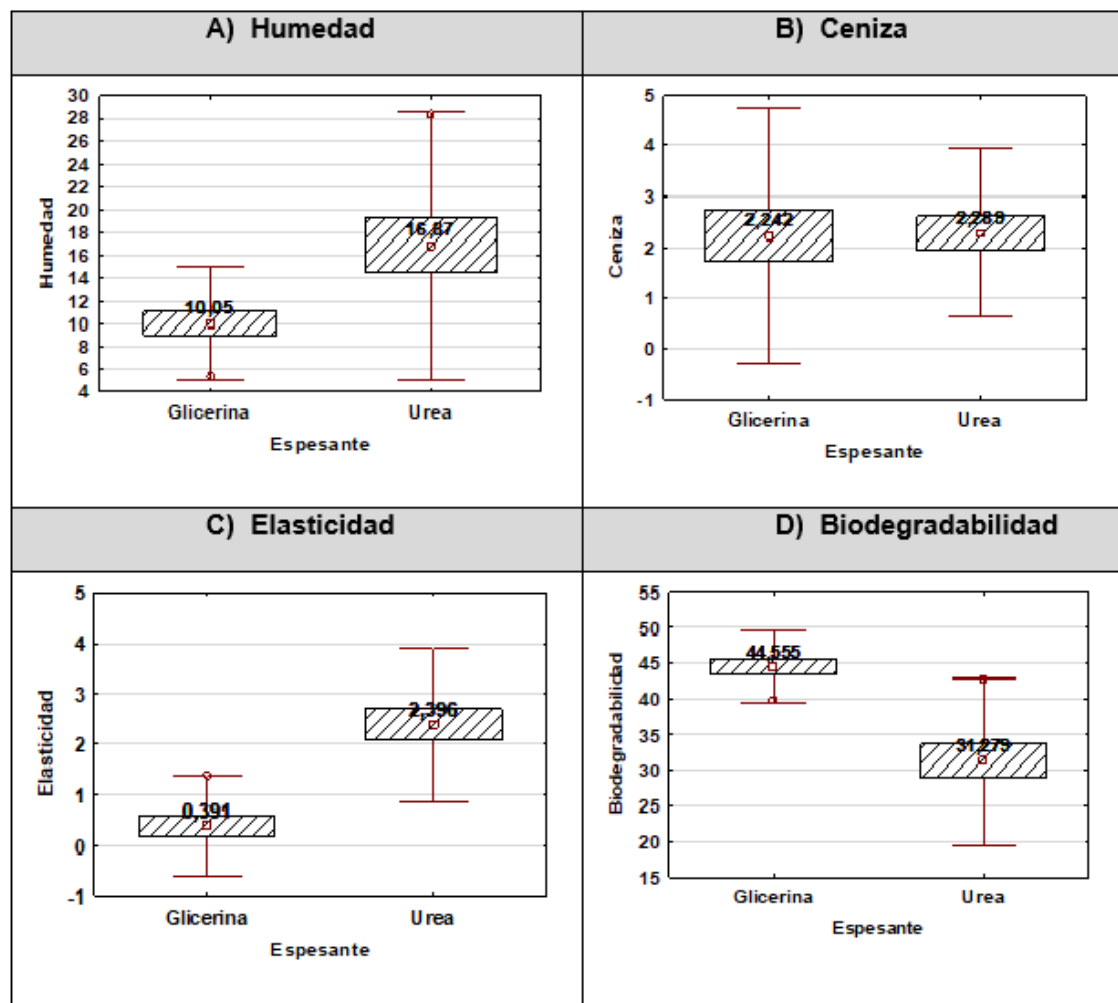 A) Humedad
B) Ceniza
30
28
26
24
22
20
18
16
14
12
10
8
6
4
Humedad
10,05
16,87
Glicerina Urea
Espesante
5
4
3
2
1
0
-1
Ceniza
2,242
2,289
Glicerina Urea
Espesante
C) Elasticidad
D) Biodegradabilidad
5
4
3
2
1
0
-1
Elasticidad
0,391
2,396
Glicerina Urea
Espesante
55
50
45
40
35
30
25
20
15
Biodegradabilidad
44,555
31,279
Glicerina Urea
Espesante